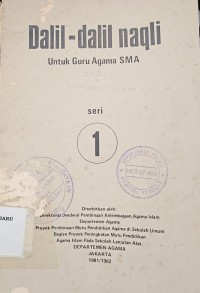 Dalil-dalil naqli
Untuk Guru Agama SMA
seri
1
Diterbitkan oleh:
Direktorat Jenderal Pembinaan Kelembagaan Agama Islam
Departemen Agama
Proyek Pembinaan Mutu Pendidikan Agama di Sekolah Umum
Bagian Proyek Peningkatan Mutu Pendidikan
Agama Islam Pada Sekolah Lanjutan Atas.
DEPARTEMEN AGAMA
JAKARTA
1981/1982
BARU